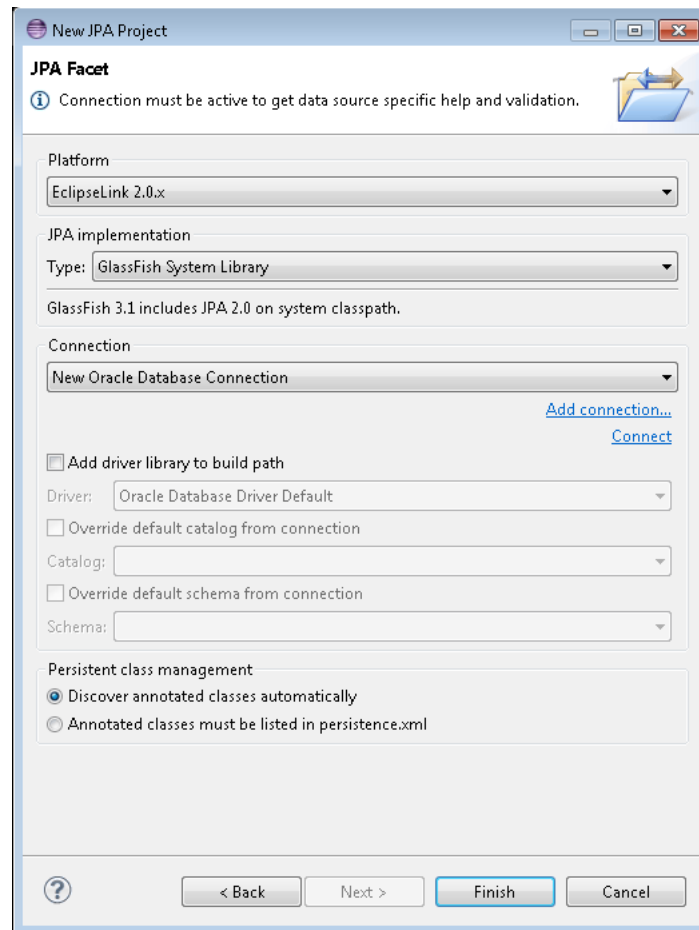 New JPA Project
JPA Facet
Connection must be active to get data source specific help and validation.
Platform
EclipseLink 2.0.x
JPA implementation
Type: GlassFish System Library
GlassFish 3.1 includes JPA 2.0 on system classpath.
Connection
New Oracle Database Connection
Add connection...
Connect
Add driver library to build path
Driver: Oracle Database Driver Default
Override default catalog from connection
Catalog:
Override default schema from connection
Schema:
Persistent class management
Discover annotated classes automatically
Annotated classes must be listed in persistence.xml
? < Back Next > Finish Cancel